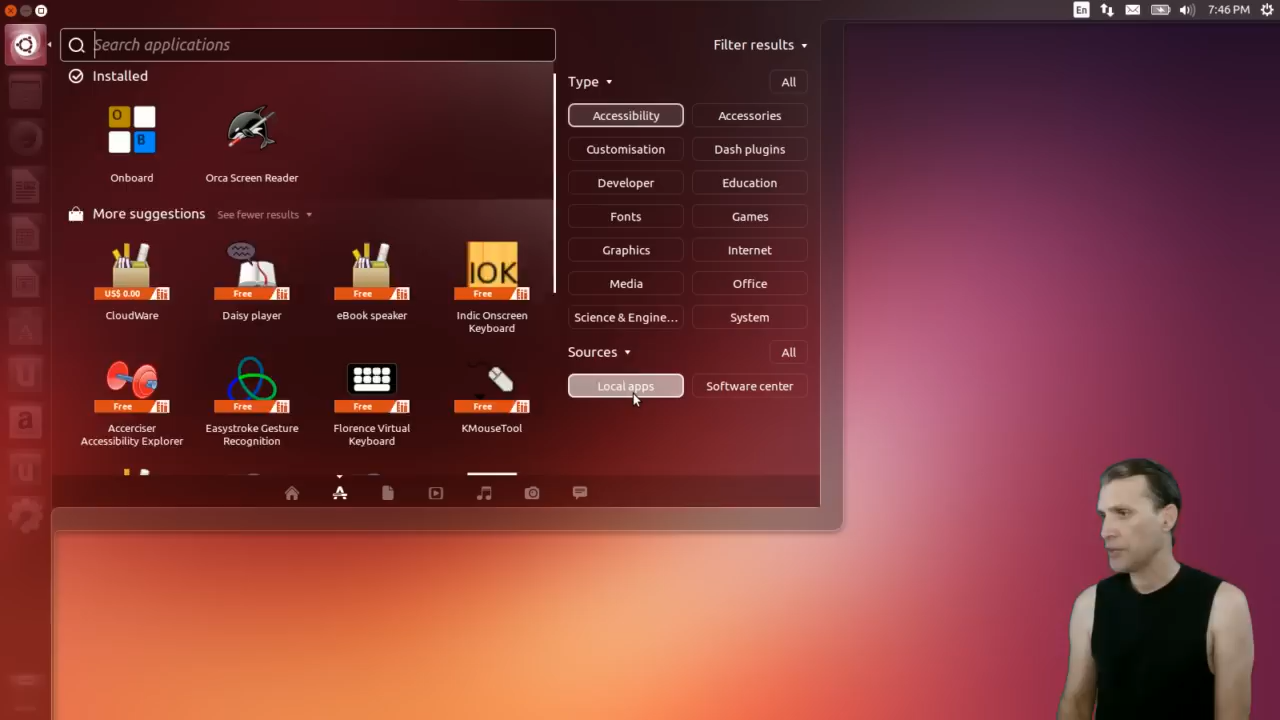 En
7:46 PM
Search applications
Filter results
Installed
O
B
Onboard
Orca Screen Reader
More suggestions
See fewer results
US$ 0.00
CloudWare
Free
Daisy player
Free
eBook speaker
IOK
Free
Indic Onscreen
Keyboard
Free
Accerciser
Accessibility Explorer
Free
Easystroke Gesture
Recognition
Free
Florence Virtual
Keyboard
Free
KMouseTool
Type
All
Accessibility
Accessories
Customisation
Dash plugins
Developer
Education
Fonts
Games
Graphics
Internet
Media
Office
Science & Engine...
System
Sources
All
Local apps
Software center